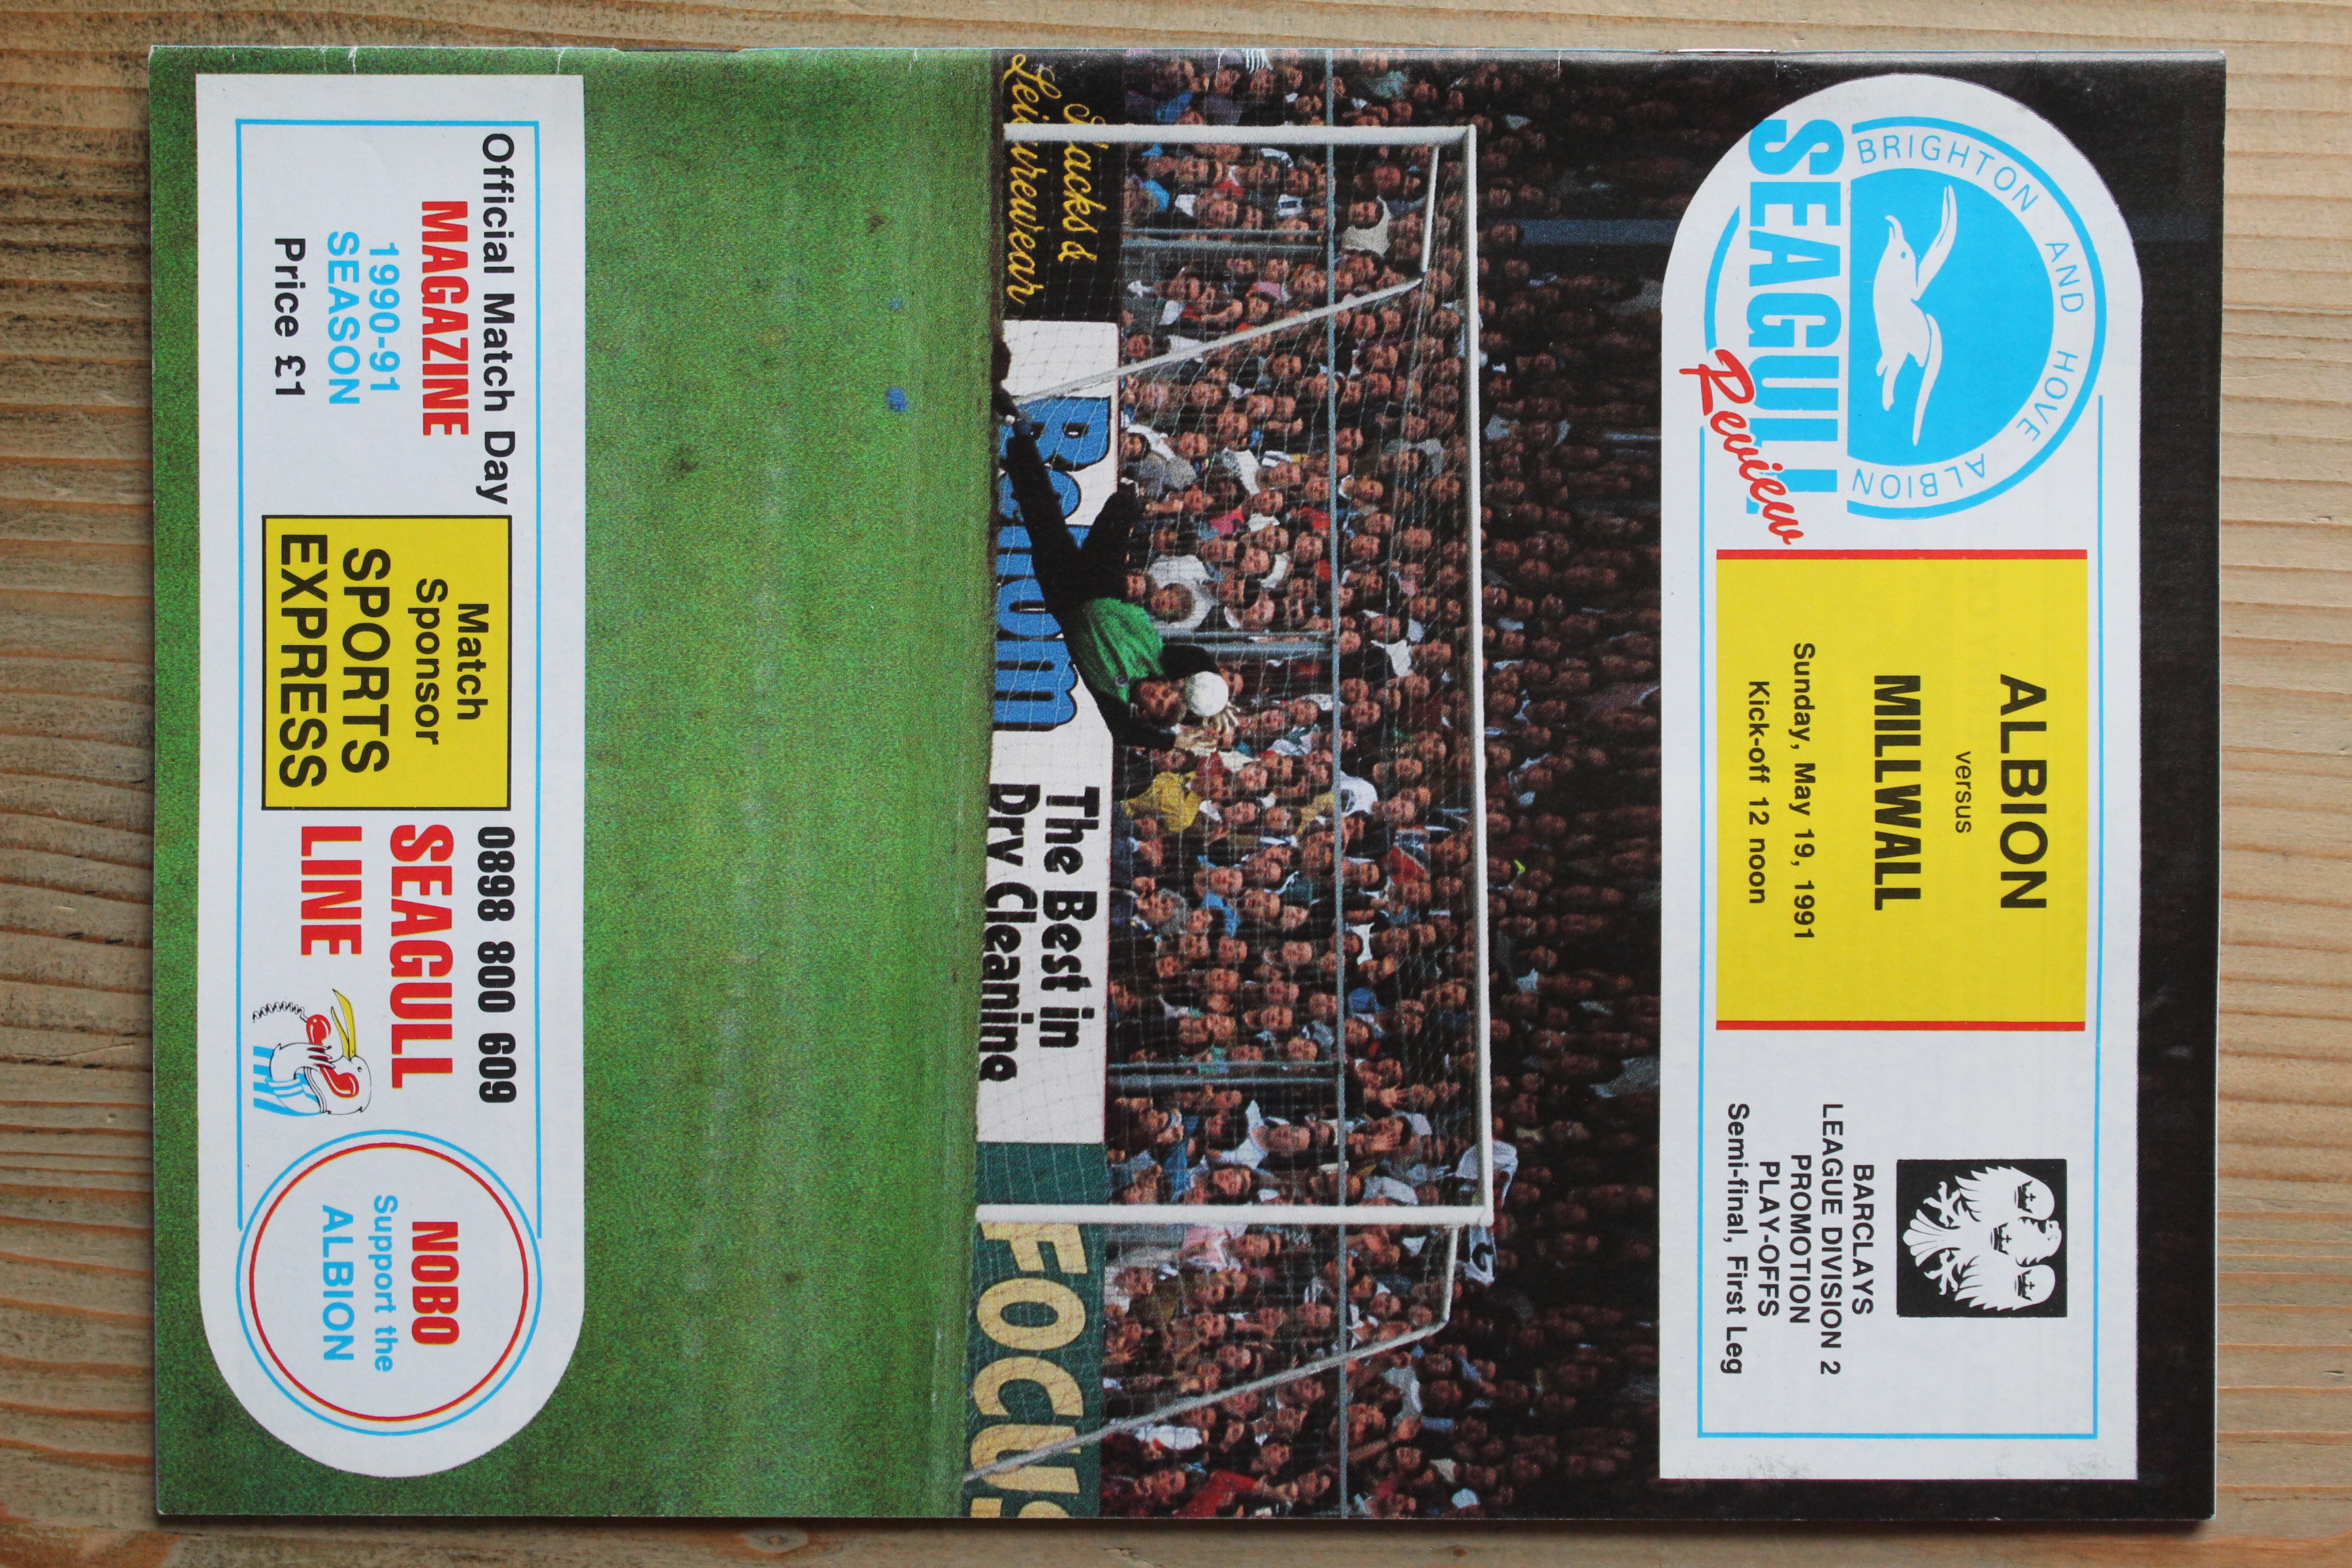 BRIGHTON AND HOVE ALBION
SEAGULL
Review
ALBION
versus
MILLWALL
Sunday, May 19, 1991
Kick-off 12 noon
BARCLAYS
LEAGUE DIVISION 2
PROMOTION
PLAY-OFFS
Semi-final, First Leg
Jacks &
Leisurewear
The Best in
Dry Cleaning
FOCUS
Official Match Day
MAGAZINE
1990-91
SEASON
Price £1
Match
Sponsor
SPORTS
EXPRESS
0898 800 609
SEAGULL
LINE
NOBO
Support the
ALBION